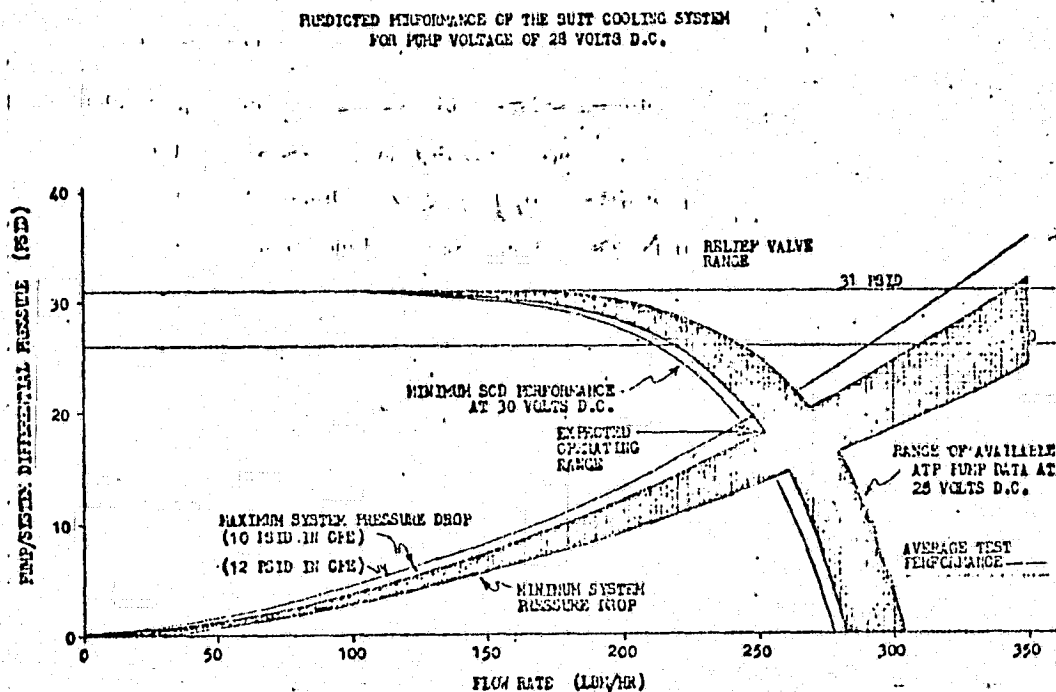 PREDICTED PERFORMANCE OF THE SUIT COOLING SYSTEM
FOR PUMP VOLTAGE OF 28 VOLTS D.C.
PUMP/SYSTEM DIFFERENTIAL PRESSURE (PSID)
40
30
20
10
0
RELIEF VALVE
RANGE
31 PSID
MINIMUM SCD PERFORMANCE
AT 30 VOLTS D.C.
EXPECTED
OPERATING
RANGE
RANGE OF AVAILABLE
ATP PUMP DATA AT
28 VOLTS D.C.
MAXIMUM SYSTEM PRESSURE DROP
(10 PSID IN GFE)
(12 PSID IN GFE)
MINIMUM SYSTEM
PRESSURE DROP
AVERAGE TEST
PERFORMANCE
0 50 100 150 200 250 300 350
FLOW RATE (LBM/HR)